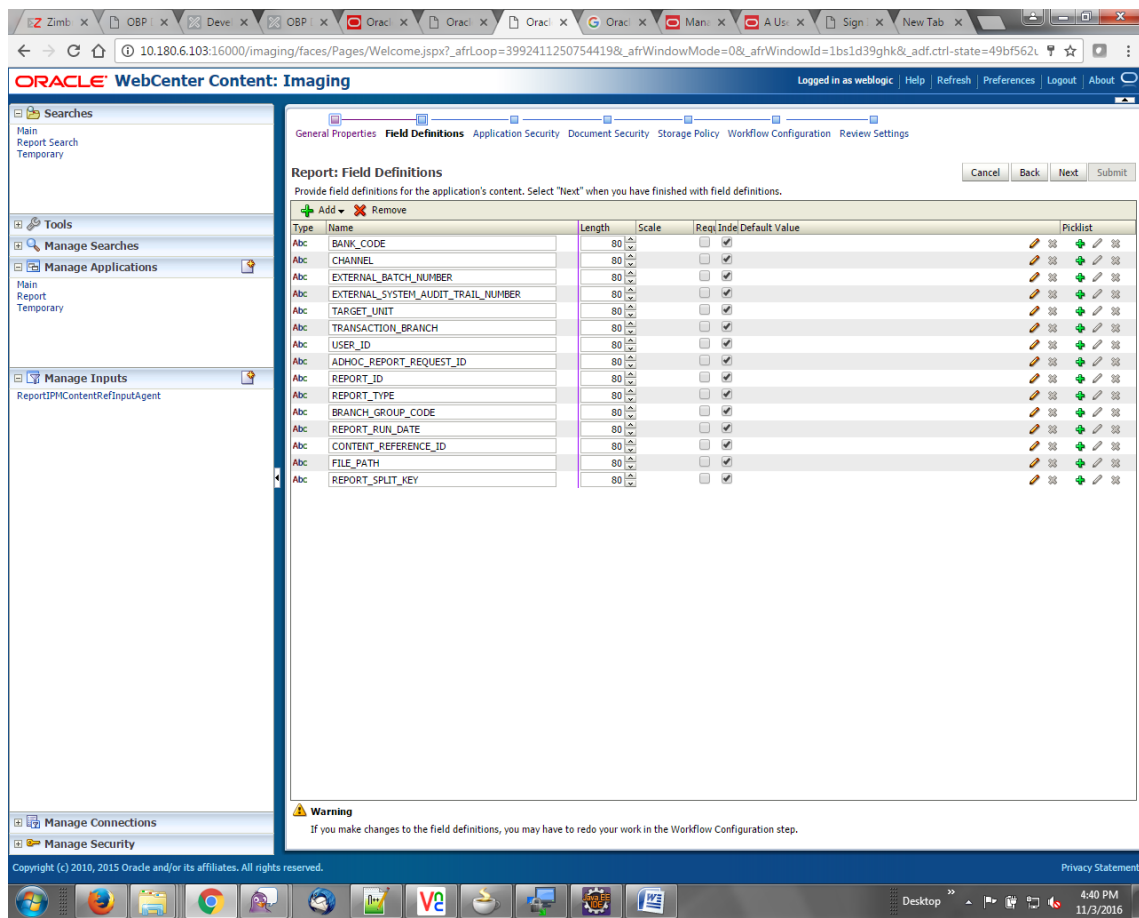 Zimb OBP Devel OBP Oracl Oracl Oracl Oracl Man A Use Sign New Tab
10.180.6.103:16000/imaging/faces/Pages/Welcome.jspx?_afrLoop=3992411250754419&_afrWindowMode=0&_afrWindowId=1bs1d39ghk&_adf.ctrl-state=49bf562
ORACLE WebCenter Content: Imaging
Logged in as weblogic Help Refresh Preferences Logout About
Searches
Main
Report Search
Temporary
Tools
Manage Searches
Manage Applications
Main
Report
Temporary
Manage Inputs
ReportIPMContentRefInputAgent
Manage Connections
Manage Security
General Properties Field Definitions Application Security Document Security Storage Policy Workflow Configuration Review Settings
Report: Field Definitions
Cancel Back Next Submit
Provide field definitions for the application's content. Select "Next" when you have finished with field definitions.
Add Remove
Type Name Length Scale Requ Inde Default Value Picklist
Abc BANK_CODE 80
Abc CHANNEL 80
Abc EXTERNAL_BATCH_NUMBER 80
Abc EXTERNAL_SYSTEM_AUDIT_TRAIL_NUMBER 80
Abc TARGET_UNIT 80
Abc TRANSACTION_BRANCH 80
Abc USER_ID 80
Abc ADHOC_REPORT_REQUEST_ID 80
Abc REPORT_ID 80
Abc REPORT_TYPE 80
Abc BRANCH_GROUP_CODE 80
Abc REPORT_RUN_DATE 80
Abc CONTENT_REFERENCE_ID 80
Abc FILE_PATH 80
Abc REPORT_SPLIT_KEY 80
Warning
If you make changes to the field definitions, you may have to redo your work in the Workflow Configuration step.
Copyright (c) 2010, 2015 Oracle and/or its affiliates. All rights reserved.
Privacy Statement
Desktop
4:40 PM
11/3/2016